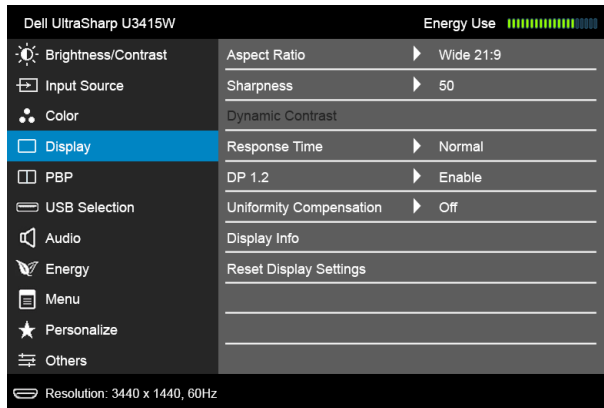 Dell UltraSharp U3415W Energy Use
Brightness/Contrast Aspect Ratio Wide 21:9
Input Source Sharpness 50
Color Dynamic Contrast
Display Response Time Normal
PBP DP 1.2 Enable
USB Selection Uniformity Compensation Off
Audio Display Info
Energy Reset Display Settings
Menu
Personalize
Others
Resolution: 3440 x 1440, 60Hz